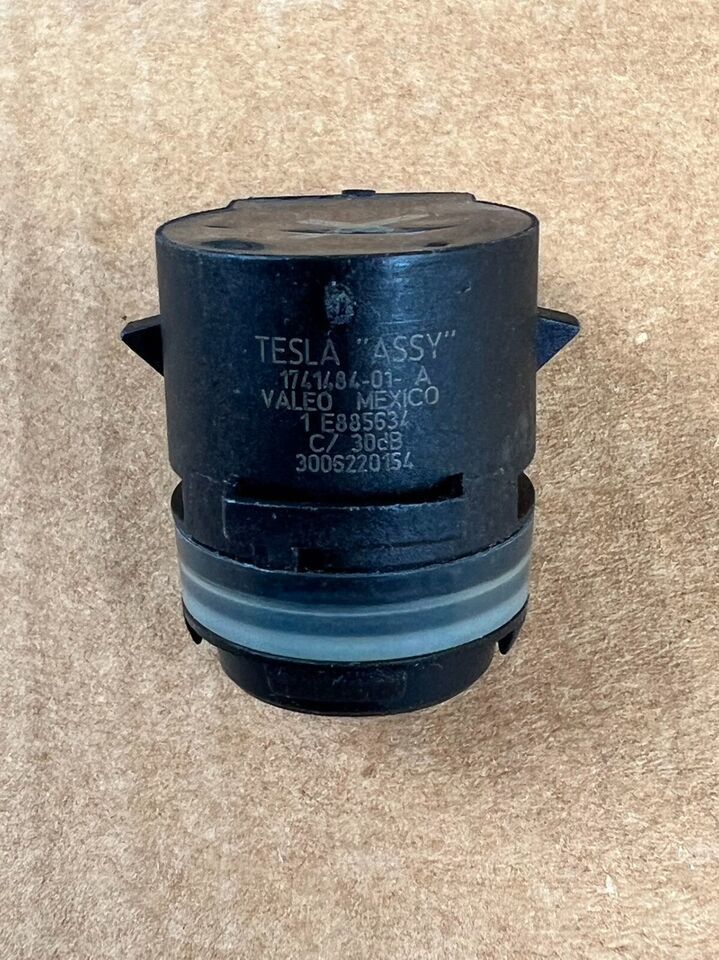 TESLA "ASSY"
1741484-01- A
VALEO MEXICO
1 E885634
C/ 30dB
3006220154